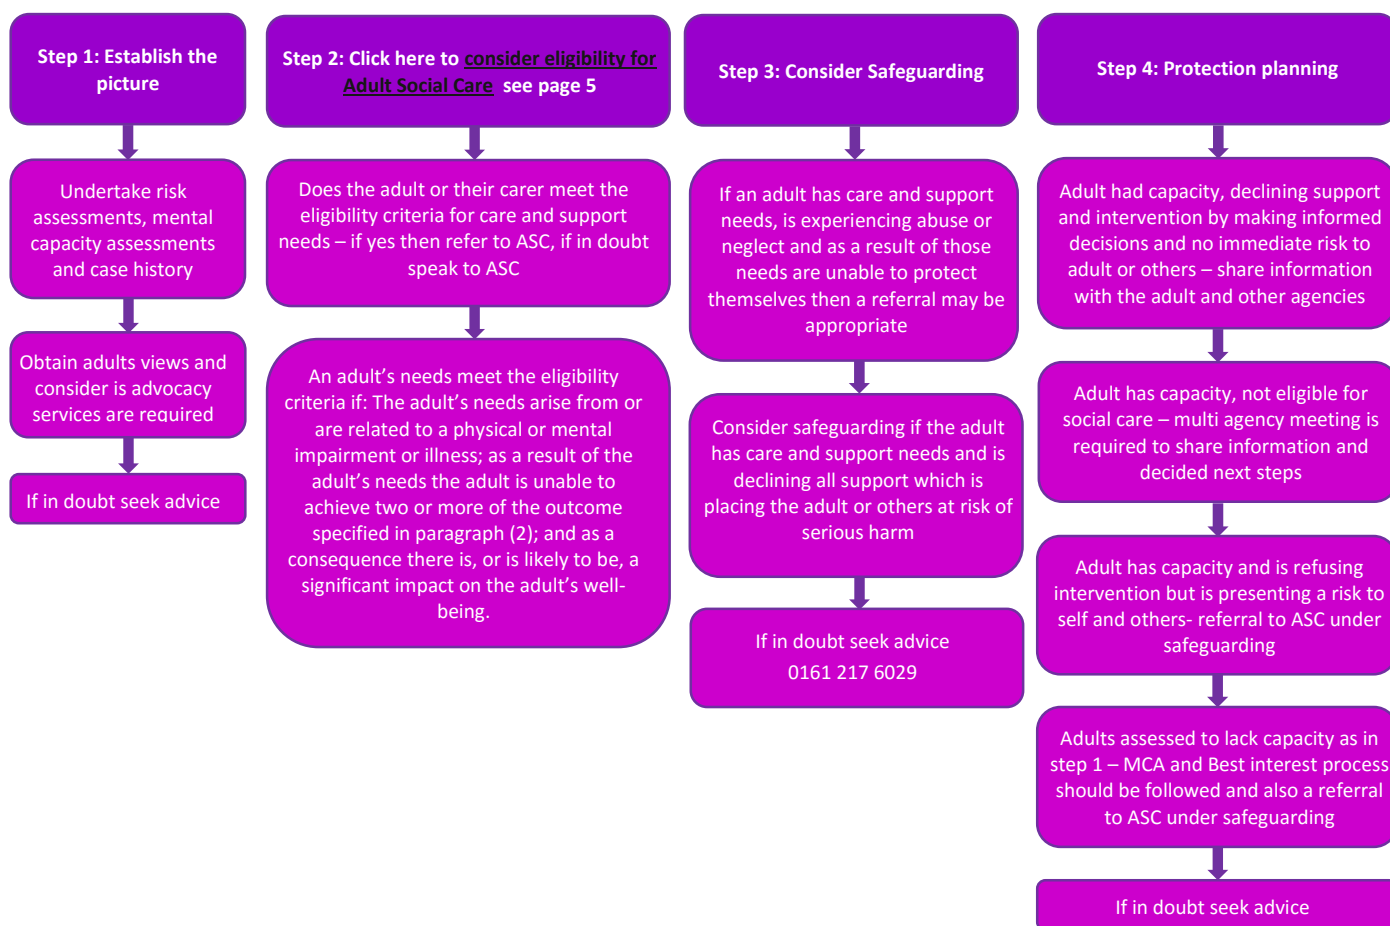 Step 1: Establish the
picture
Undertake risk
assessments, mental
capacity assessments
and case history
Obtain adults views and
consider is advocacy
services are required
If in doubt seek advice
Step 2: Click here to consider eligibility for
Adult Social Care see page 5
Does the adult or their carer meet the
eligibility criteria for care and support
needs – if yes then refer to ASC, if in doubt
speak to ASC
An adult’s needs meet the eligibility
criteria if: The adult’s needs arise from or
are related to a physical or mental
impairment or illness; as a result of the
adult’s needs the adult is unable to
achieve two or more of the outcome
specified in paragraph (2); and as a
consequence there is, or is likely to be, a
significant impact on the adult’s well-
being.
Step 3: Consider Safeguarding
If an adult has care and support
needs, is experiencing abuse or
neglect and as a result of those
needs are unable to protect
themselves then a referral may be
appropriate
Consider safeguarding if the adult
has care and support needs and is
declining all support which is
placing the adult or others at risk of
serious harm
If in doubt seek advice
0161 217 6029
Step 4: Protection planning
Adult had capacity, declining support
and intervention by making informed
decisions and no immediate risk to
adult or others – share information
with the adult and other agencies
Adult has capacity, not eligible for
social care – multi agency meeting is
required to share information and
decided next steps
Adult has capacity and is refusing
intervention but is presenting a risk to
self and others- referral to ASC under
safeguarding
Adults assessed to lack capacity as in
step 1 – MCA and Best interest process
should be followed and also a referral
to ASC under safeguarding
If in doubt seek advice